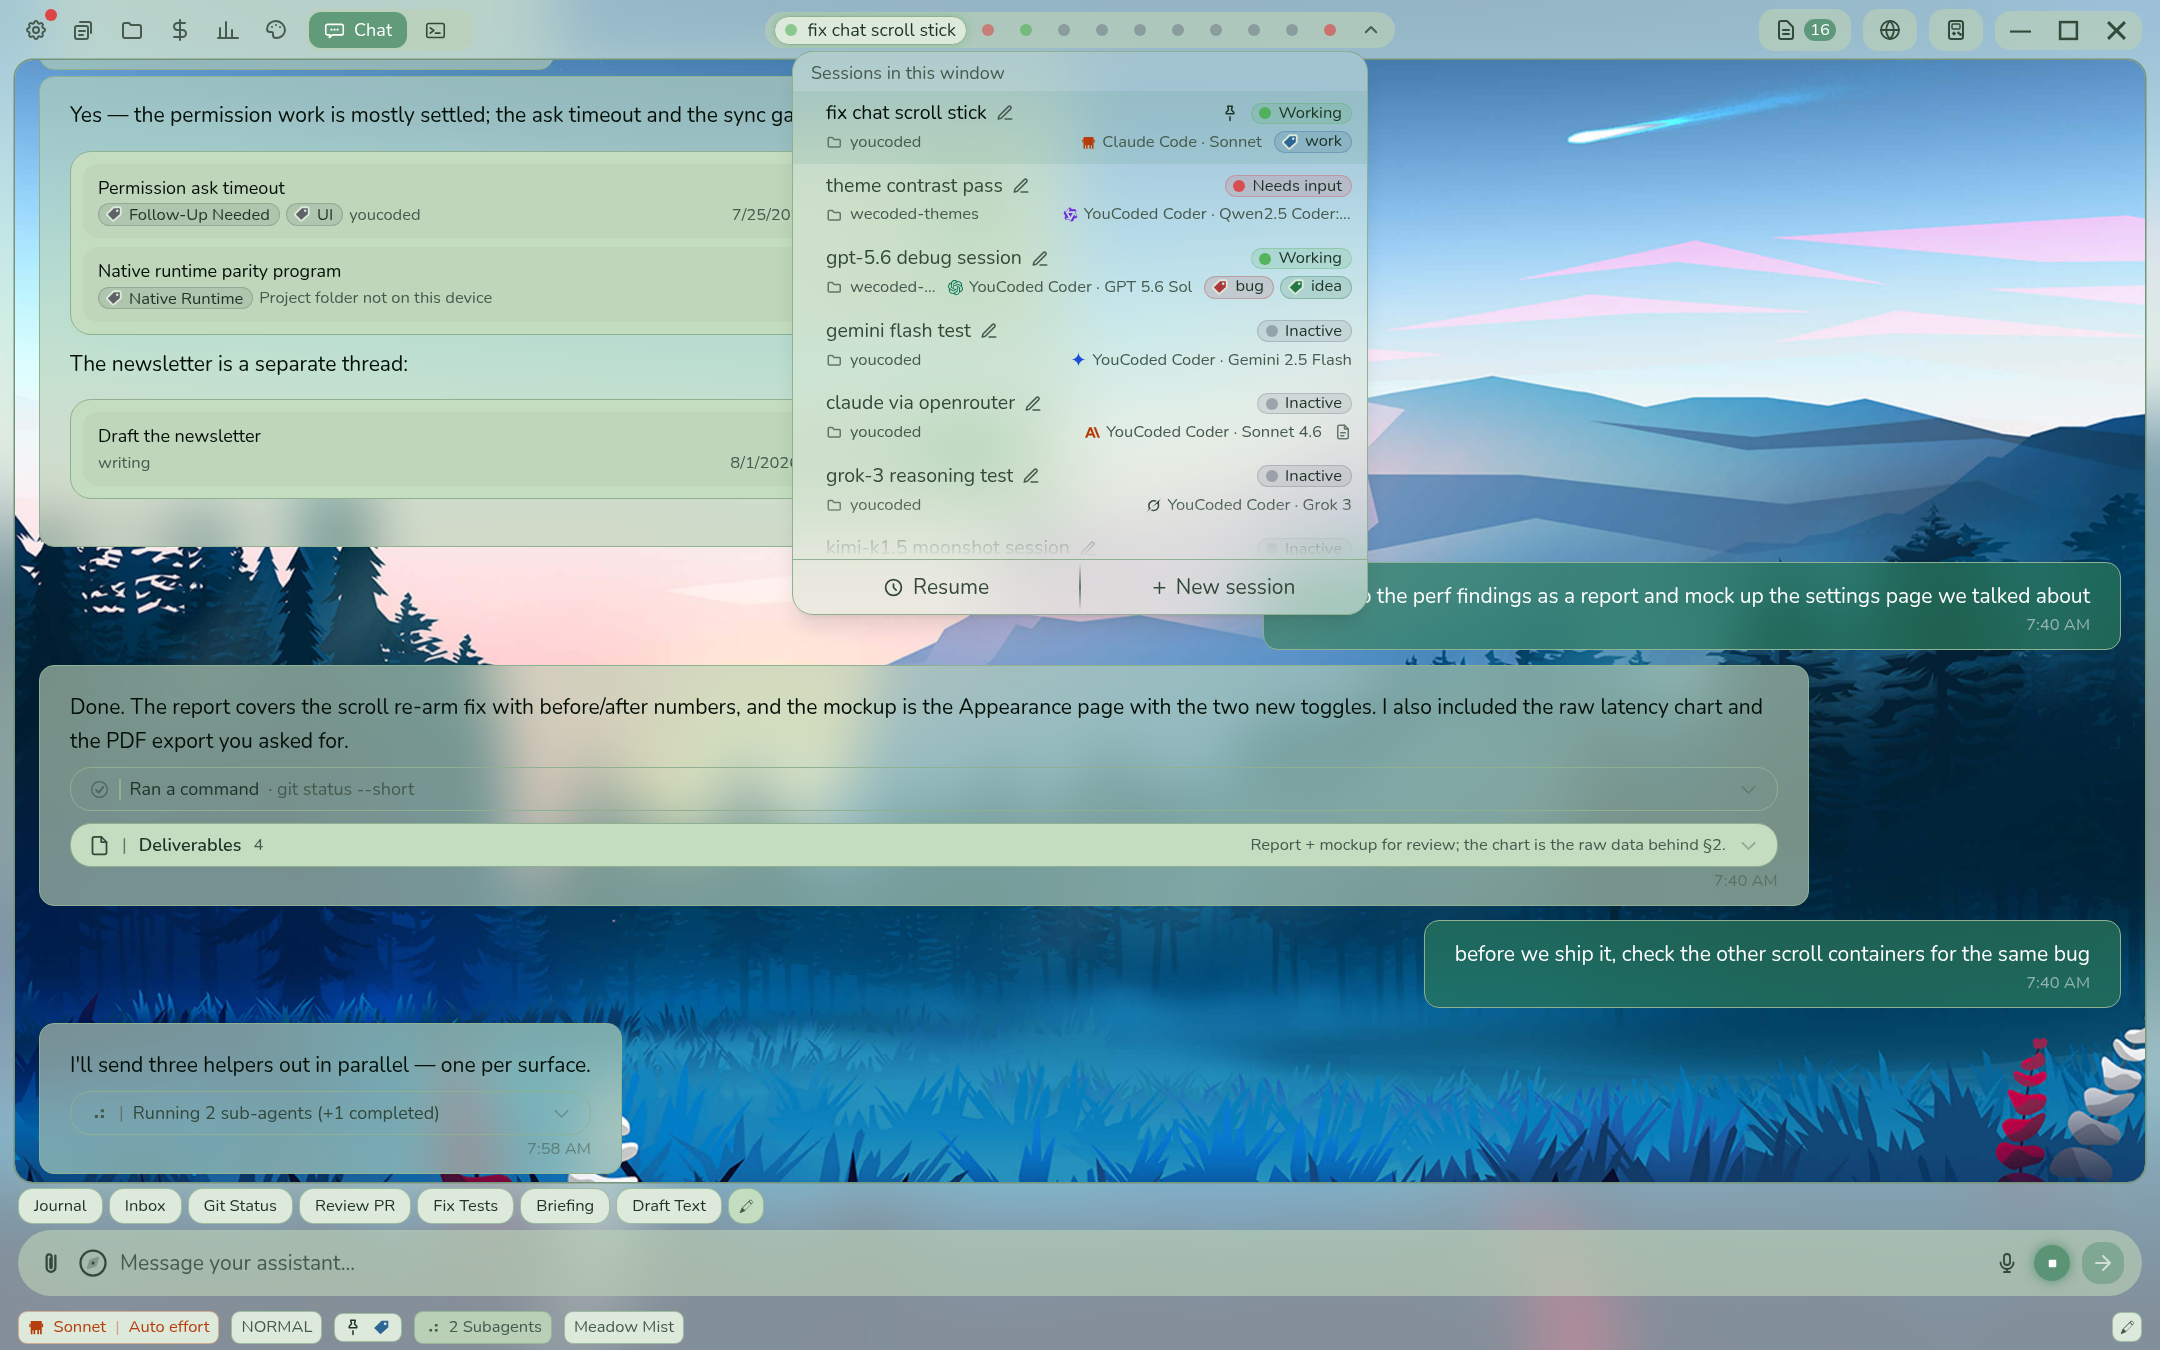 Chat
fix chat scroll stick
16
Sessions in this window
fix chat scroll stick
Working
youcoded
Claude Code · Sonnet
work
theme contrast pass
Needs input
wecoded-themes
YouCoded Coder · Qwen2.5 Coder:...
gpt-5.6 debug session
Working
wecoded-...
YouCoded Coder · GPT 5.6 Sol
bug
idea
gemini flash test
Inactive
youcoded
YouCoded Coder · Gemini 2.5 Flash
claude via openrouter
Inactive
youcoded
YouCoded Coder · Sonnet 4.6
grok-3 reasoning test
Inactive
youcoded
YouCoded Coder · Grok 3
kimi-k1.5 moonshot session
Inactive
Resume
+ New session
Yes — the permission work is mostly settled; the ask timeout and the sync ga
Permission ask timeout
Follow-Up Needed
UI
youcoded
7/25/20
Native runtime parity program
Native Runtime
Project folder not on this device
The newsletter is a separate thread:
Draft the newsletter
writing
8/1/2026
the perf findings as a report and mock up the settings page we talked about
7:40 AM
Done. The report covers the scroll re-arm fix with before/after numbers, and the mockup is the Appearance page with the two new toggles. I also included the raw latency chart and
the PDF export you asked for.
Ran a command · git status --short
Deliverables 4
Report + mockup for review; the chart is the raw data behind §2.
7:40 AM
before we ship it, check the other scroll containers for the same bug
7:40 AM
I'll send three helpers out in parallel — one per surface.
Running 2 sub-agents (+1 completed)
7:58 AM
Journal
Inbox
Git Status
Review PR
Fix Tests
Briefing
Draft Text
Message your assistant...
Sonnet | Auto effort
NORMAL
2 Subagents
Meadow Mist